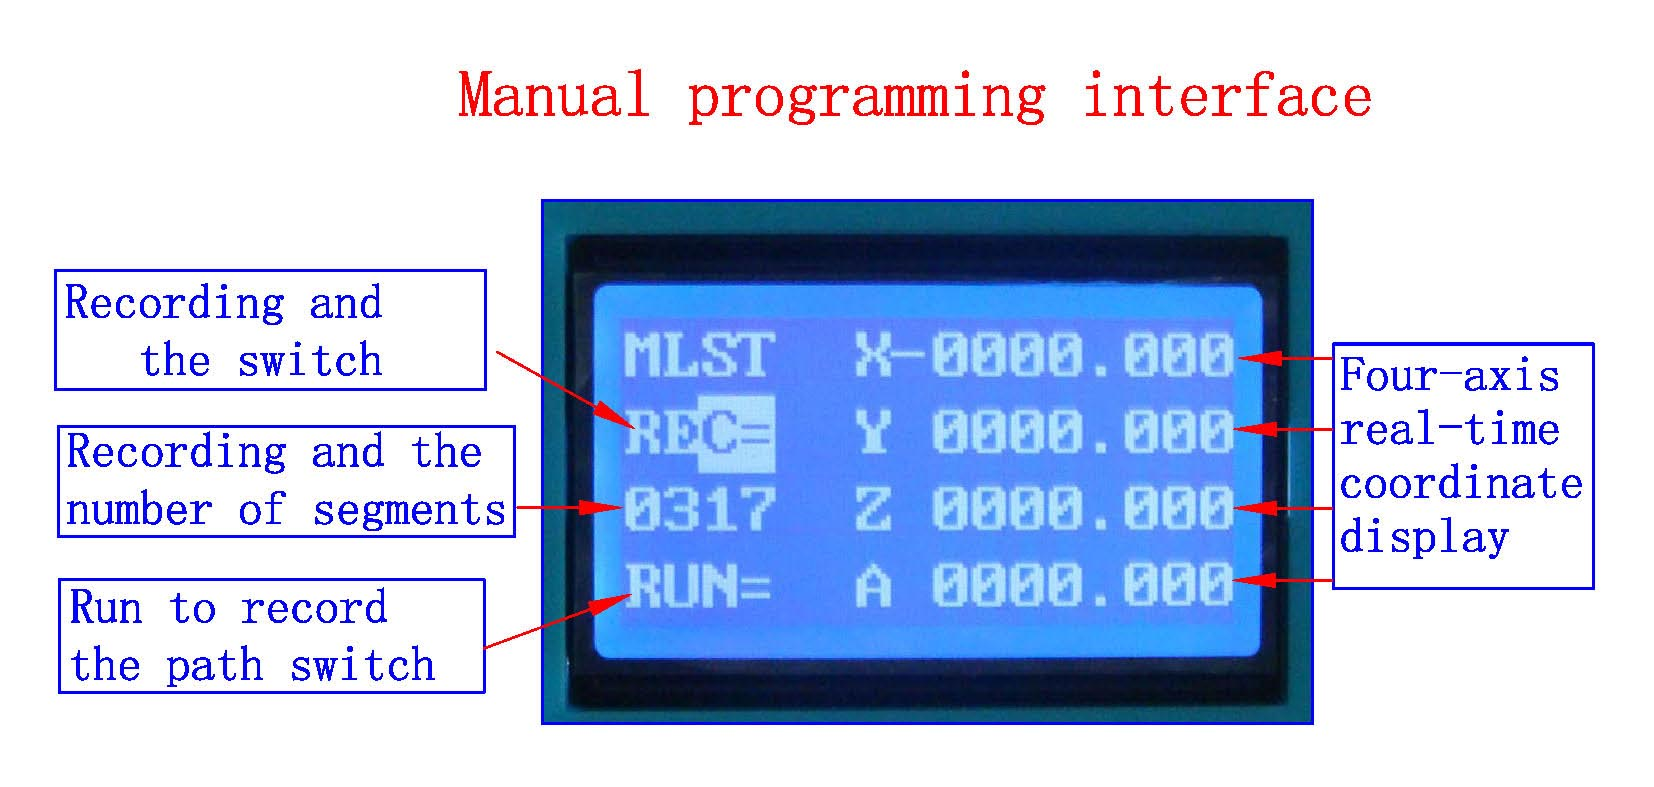 Manual programming interface
Recording and
the switch
Recording and the
number of segments
Run to record
the path switch
MLST X-0000.000
REC= Y 0000.000
0317 Z 0000.000
RUN= A 0000.000
Four-axis
real-time
coordinate
display